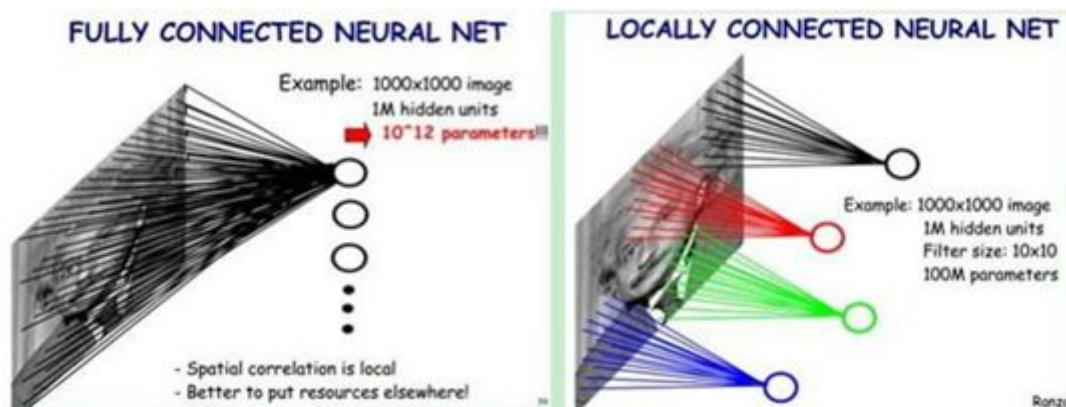 FULLY CONNECTED NEURAL NET
Example: 1000x1000 image
1M hidden units
10^12 parameters!!!
- Spatial correlation is local
- Better to put resources elsewhere!
LOCALLY CONNECTED NEURAL NET
Example: 1000x1000 image
1M hidden units
Filter size: 10x10
100M parameters